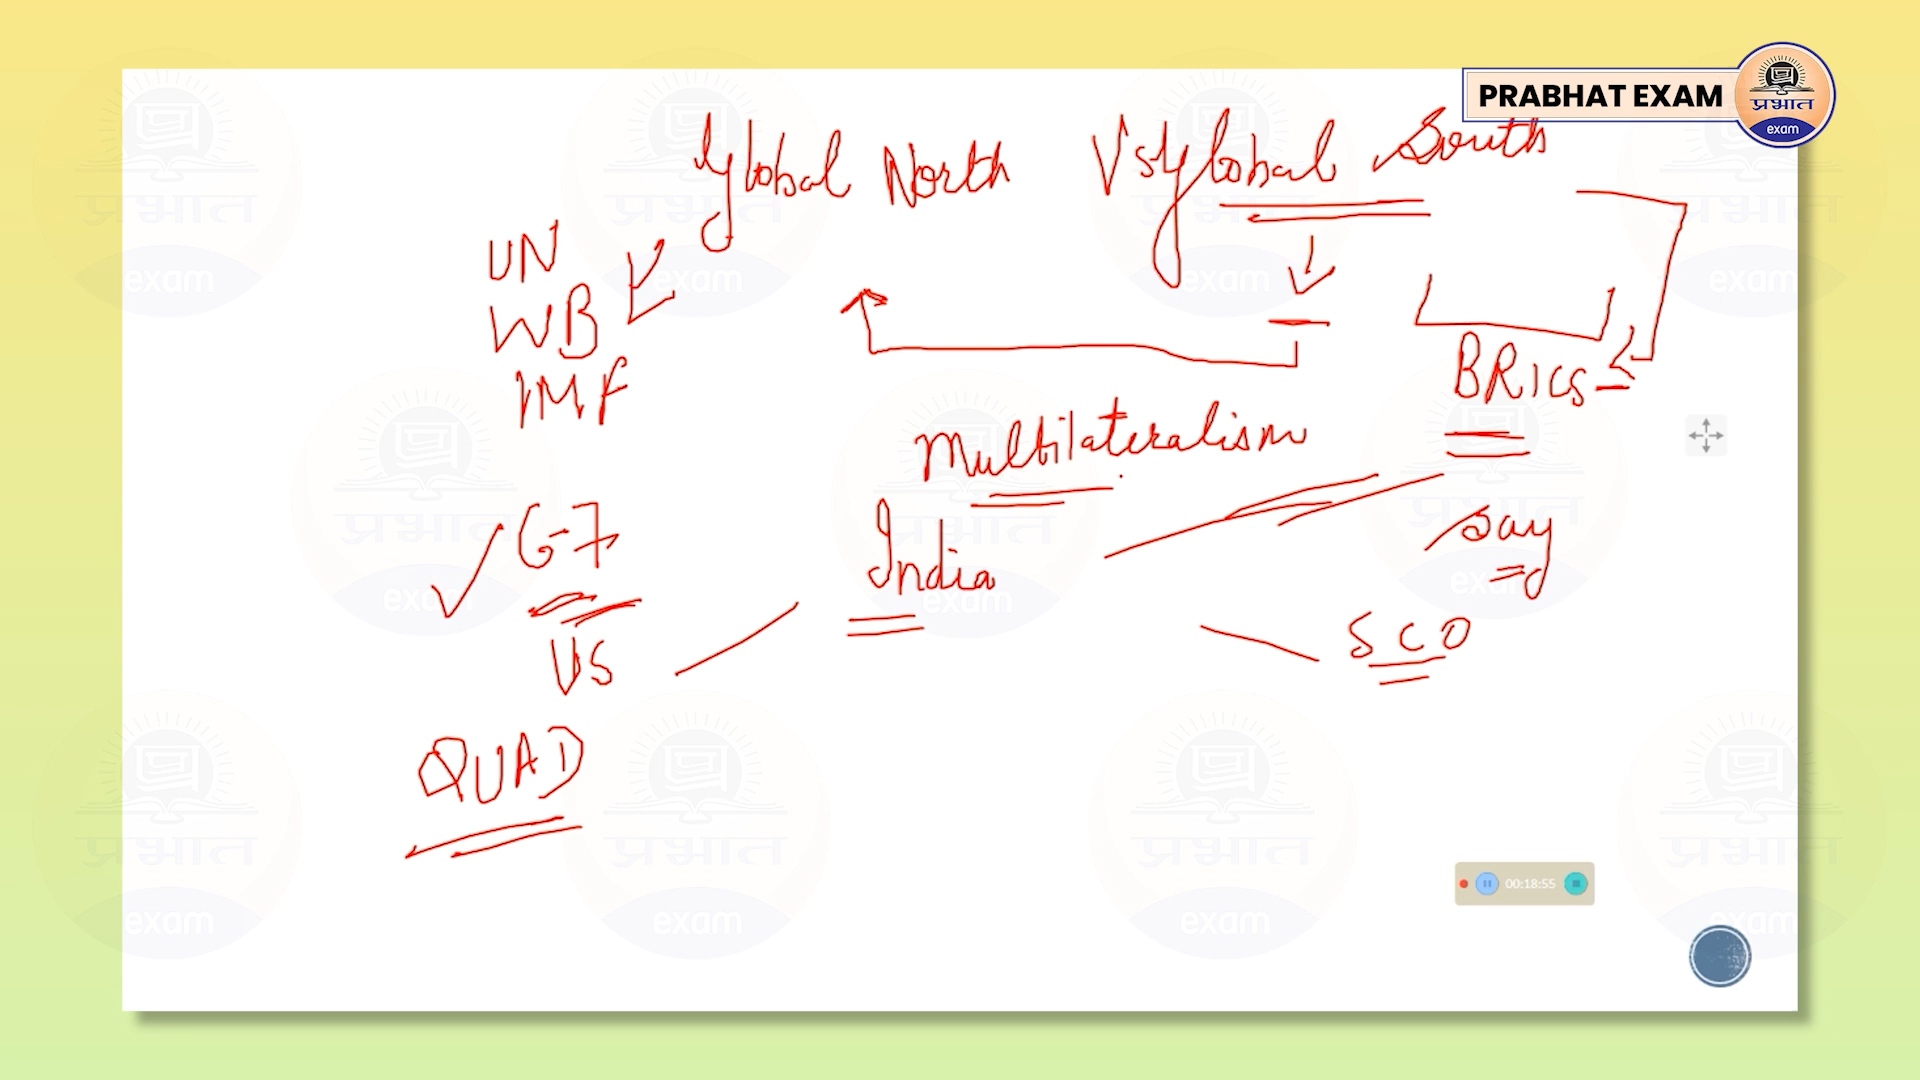 PRABHAT EXAM
प्रभात
exam
Global North Vs Global South
UN
WB
IMF
BRICS
Multilateralism
G-7
India
say
US
SCO
QUAD
00:18:55